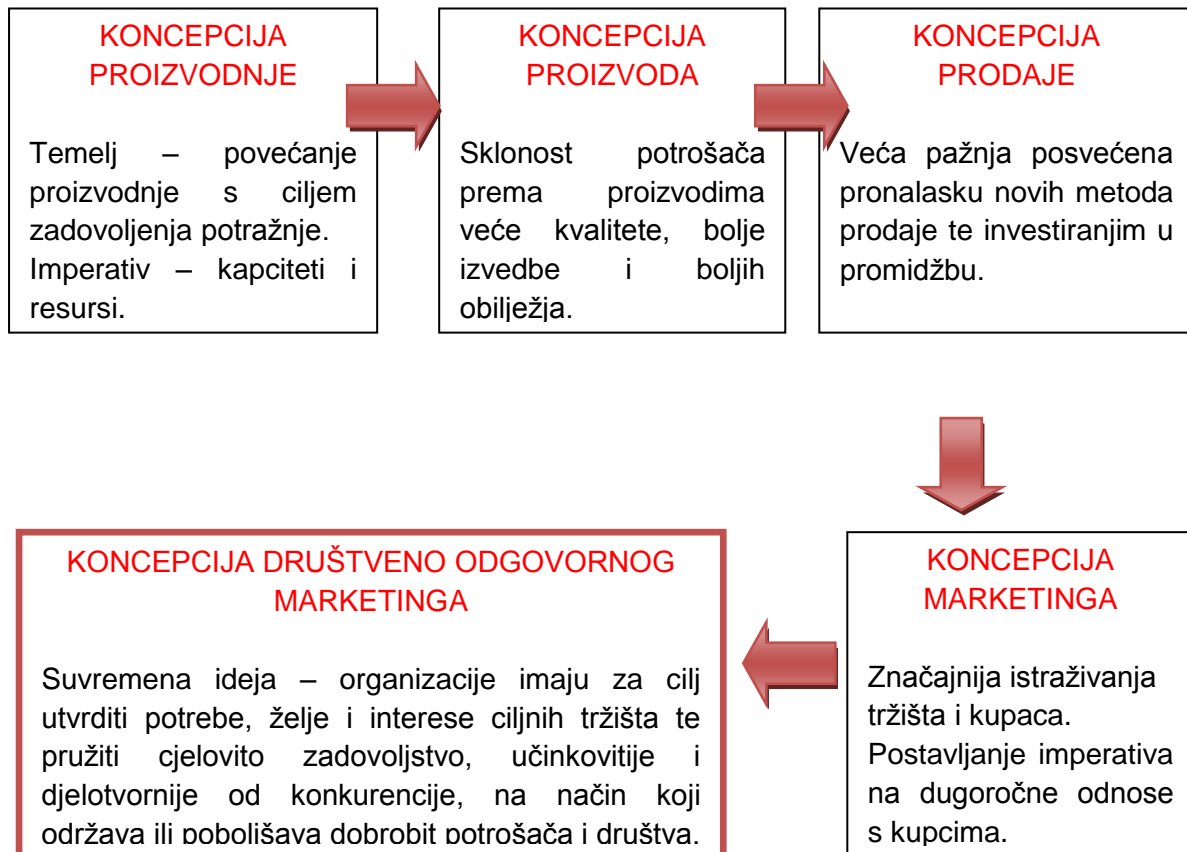 KONCEPCIJA
PROIZVODNJE
Temelj – povećanje
proizvodnje s ciljem
zadovoljenja potražnje.
Imperativ – kapciteti i
resursi.
KONCEPCIJA
PROIZVODA
Sklonost potrošača
prema proizvodima
veće kvalitete, bolje
izvedbe i boljih
obilježja.
KONCEPCIJA
PRODAJE
Veća pažnja posvećena
pronalasku novih metoda
prodaje te investiranjim u
promidžbu.
KONCEPCIJA
MARKETINGA
Značajnija istraživanja
tržišta i kupaca.
Postavljanje imperativa
na dugoročne odnose
s kupcima.
KONCEPCIJA DRUŠTVENO ODGOVORNOG
MARKETINGA
Suvremena ideja – organizacije imaju za cilj
utvrditi potrebe, želje i interese ciljnih tržišta te
pružiti cjelovito zadovoljstvo, učinkovitije i
djelotvornije od konkurencije, na način koji
održava ili poboljšava dobrobit potrošača i društva.